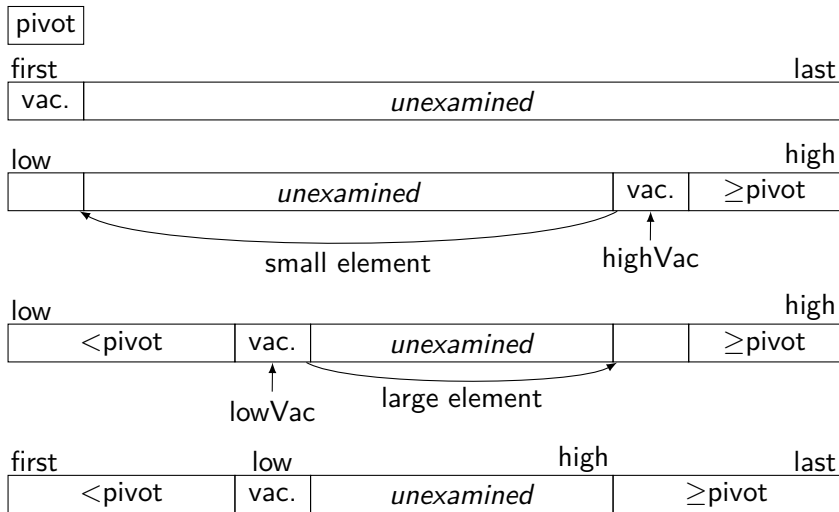 pivot
first last
vac. unexamined
low high
unexamined vac. ≥pivot
small element highVac
low high
<pivot vac. unexamined ≥pivot
lowVac large element
first low high last
<pivot vac. unexamined ≥pivot